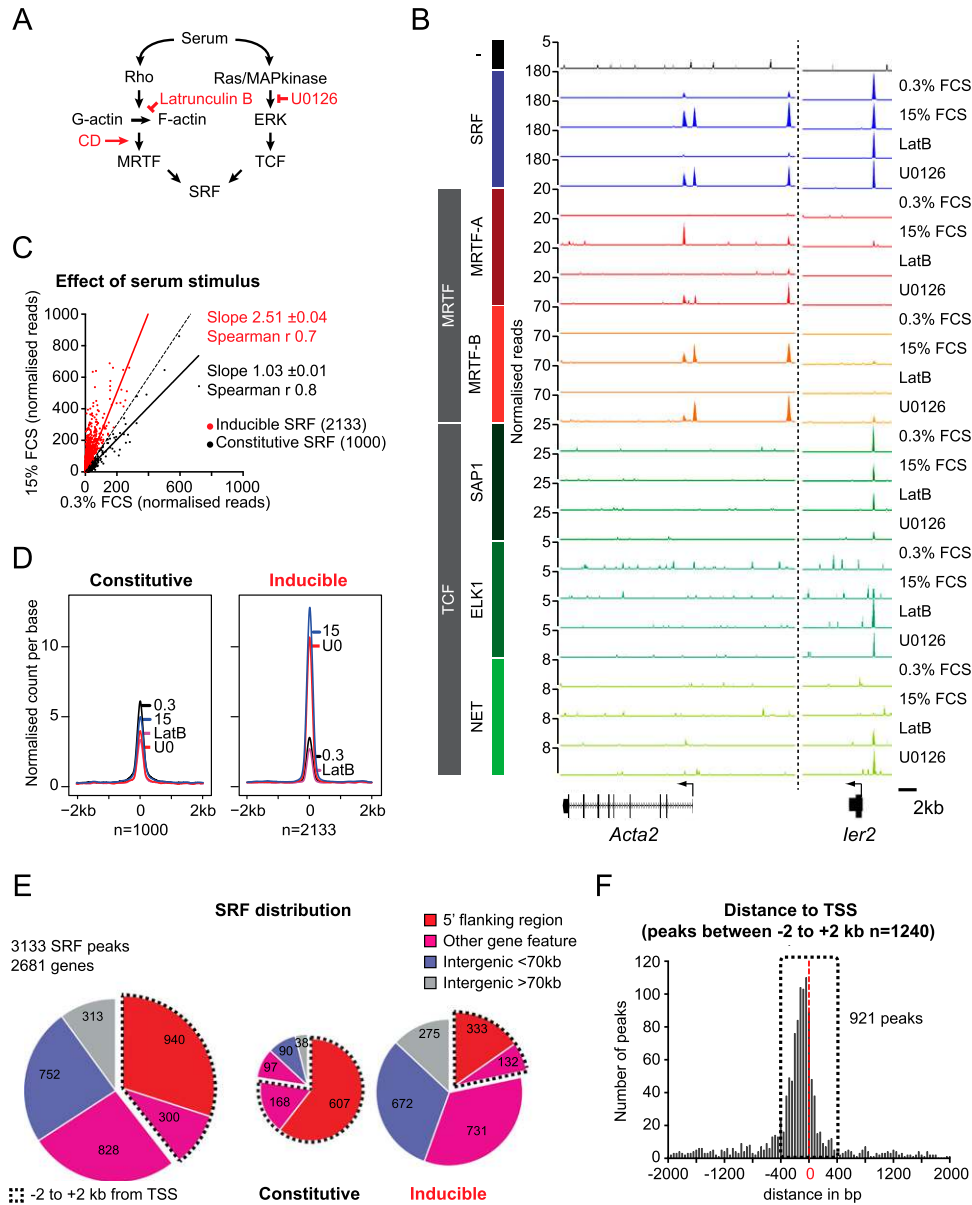 A
Serum
Rho
Ras/MAPkinase
Latrunculin B
U0126
G-actin
F-actin
ERK
CD
MRTF
TCF
SRF
B
Normalised reads
-
SRF
MRTF
MRTF-A
MRTF-B
TCF
SAP1
ELK1
NET
5
180
180
180
180
20
20
20
20
70
70
70
70
25
25
25
25
5
5
5
5
8
8
8
8
0.3% FCS
15% FCS
LatB
U0126
0.3% FCS
15% FCS
LatB
U0126
0.3% FCS
15% FCS
LatB
U0126
0.3% FCS
15% FCS
LatB
U0126
0.3% FCS
15% FCS
LatB
U0126
0.3% FCS
15% FCS
LatB
U0126
2kb
Acta2
Ier2
C
Effect of serum stimulus
15% FCS (normalised reads)
1000
800
600
400
200
0
0 200 600 1000
0.3% FCS (normalised reads)
Slope 2.51 ±0.04
Spearman r 0.7
Slope 1.03 ±0.01
Spearman r 0.8
Inducible SRF (2133)
Constitutive SRF (1000)
D
Constitutive
Inducible
Normalised count per base
10
5
0
0.3
15
LatB
U0
15
U0
0.3
LatB
−2kb 0 2kb
−2kb 0 2kb
n=1000
n=2133
E
SRF distribution
3133 SRF peaks
2681 genes
5' flanking region
Other gene feature
Intergenic <70kb
Intergenic >70kb
313
940
752
300
828
38
90
97
168
607
275
333
132
672
731
-2 to +2 kb from TSS
Constitutive
Inducible
F
Distance to TSS
(peaks between -2 to +2 kb n=1240)
Number of peaks
120
100
80
60
40
20
0
921 peaks
-2000 -1200 -400 0 400 1200 2000
distance in bp